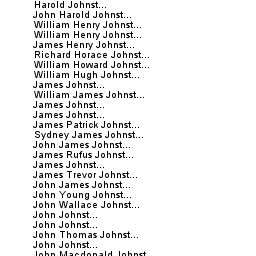 Harold Johnst...
John Harold Johnst...
William Henry Johnst...
William Henry Johnst...
James Henry Johnst...
Richard Horace Johnst...
William Howard Johnst...
William Hugh Johnst...
James Johnst...
William James Johnst...
James Johnst...
James Johnst...
James Patrick Johnst...
Sydney James Johnst...
John James Johnst...
James Rufus Johnst...
James Johnst...
James Trevor Johnst...
John James Johnst...
John Young Johnst...
John Wallace Johnst...
John Johnst...
John Johnst...
John Thomas Johnst...
John Johnst...
John Macdonald Johnst...